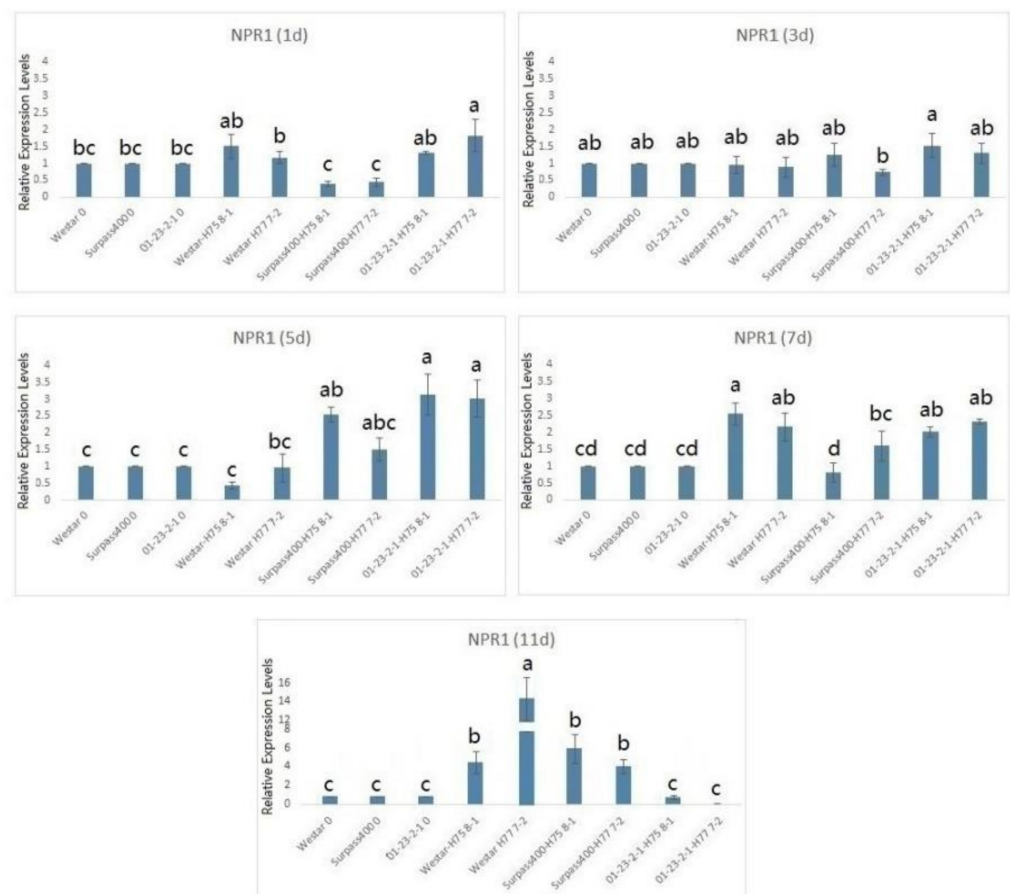 NPR1 (1d)
Relative Expression Levels
4
3.5
3
2.5
2
1.5
1
0.5
0
bc bc bc ab b c c ab a
Westar 0
Surpass400 0
01-23-2-1 0
Westar-H75 8-1
Westar H77 7-2
Surpass400-H75 8-1
Surpass400-H77 7-2
01-23-2-1-H75 8-1
01-23-2-1-H77 7-2
NPR1 (3d)
Relative Expression Levels
4
3.5
3
2.5
2
1.5
1
0.5
0
ab ab ab ab ab ab b a ab
Westar 0
Surpass400 0
01-23-2-1 0
Westar-H75 8-1
Westar H77 7-2
Surpass400-H75 8-1
Surpass400-H77 7-2
01-23-2-1-H75 8-1
01-23-2-1-H77 7-2
NPR1 (5d)
Relative Expression Levels
4
3.5
3
2.5
2
1.5
1
0.5
0
c c c c bc ab abc a a
Westar 0
Surpass400 0
01-23-2-1 0
Westar-H75 8-1
Westar H77 7-2
Surpass400-H75 8-1
Surpass400-H77 7-2
01-23-2-1-H75 8-1
01-23-2-1-H77 7-2
NPR1 (7d)
Relative Expression Levels
4
3.5
3
2.5
2
1.5
1
0.5
0
cd cd cd a ab d bc ab ab
Westar 0
Surpass400 0
01-23-2-1 0
Westar-H75 8-1
Westar H77 7-2
Surpass400-H75 8-1
Surpass400-H77 7-2
01-23-2-1-H75 8-1
01-23-2-1-H77 7-2
NPR1 (11d)
Relative Expression Levels
16
14
12
8
6
4
2
0
c c c b a b b c c
Westar 0
Surpass400 0
01-23-2-1 0
Westar-H75 8-1
Westar H77 7-2
Surpass400-H75 8-1
Surpass400-H77 7-2
01-23-2-1-H75 8-1
01-23-2-1-H77 7-2